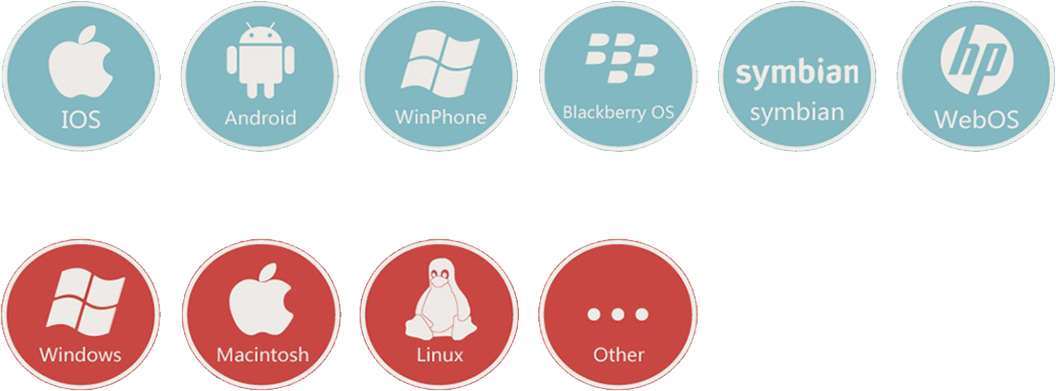 IOS
Android
WinPhone
Blackberry OS
symbian
symbian
hp
WebOS
Windows
Macintosh
Linux
Other